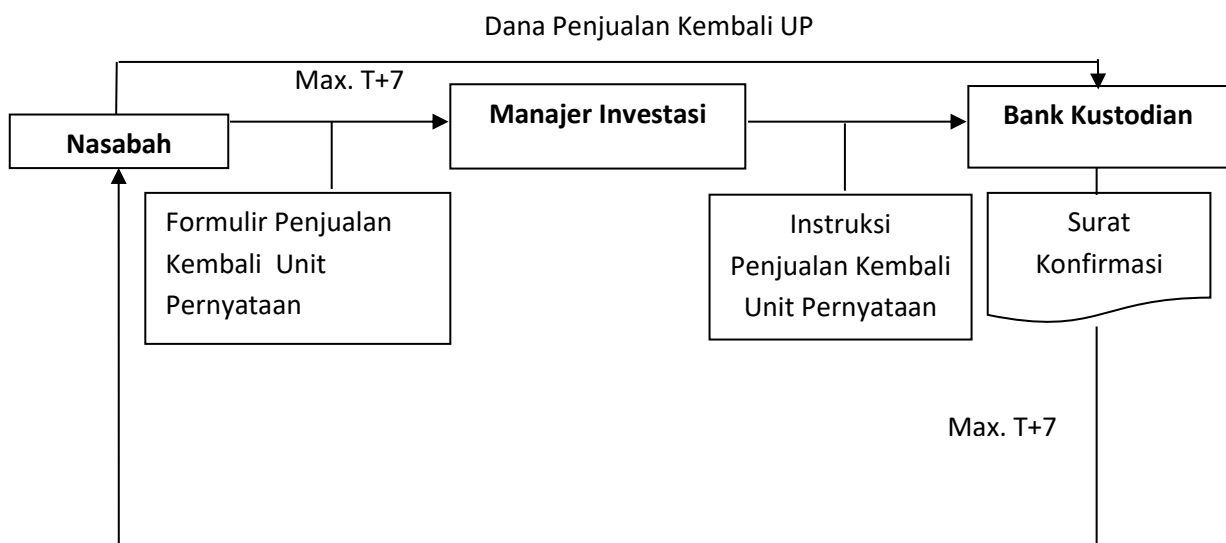 Dana Penjualan Kembali UP
Max. T+7
Nasabah
Manajer Investasi
Bank Kustodian
Formulir Penjualan
Kembali Unit
Pernyataan
Instruksi
Penjualan Kembali
Unit Pernyataan
Surat
Konfirmasi
Max. T+7